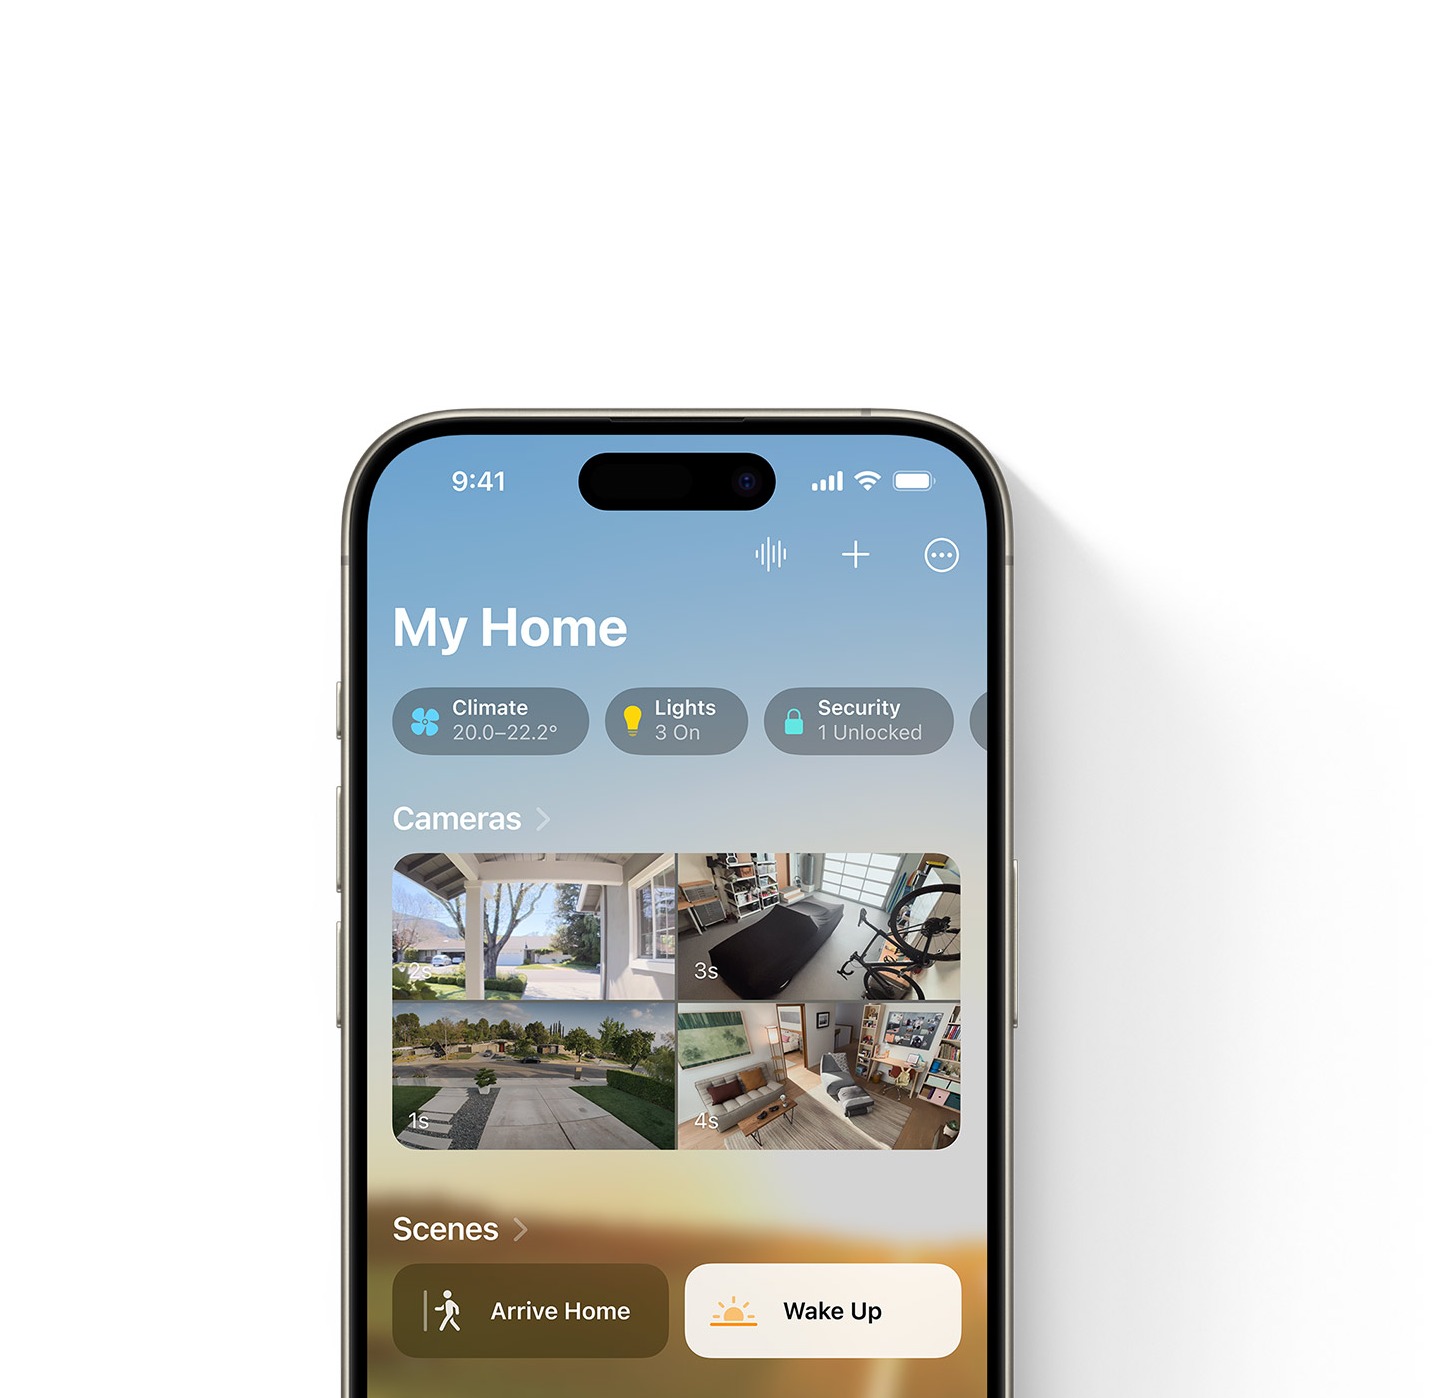 9:41
My Home
Climate
20.0–22.2°
Lights
3 On
Security
1 Unlocked
Cameras
2s
3s
1s
4s
Scenes
Arrive Home
Wake Up